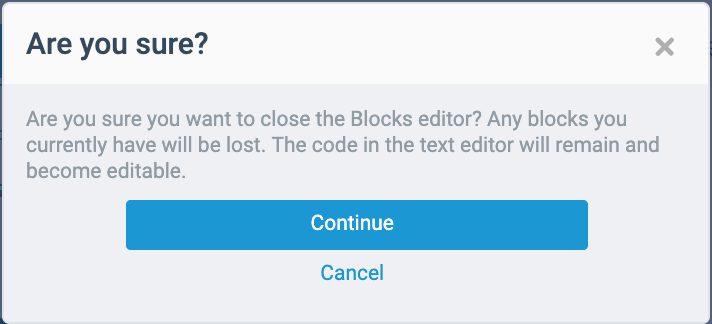 Are you sure?
Are you sure you want to close the Blocks editor? Any blocks you
currently have will be lost. The code in the text editor will remain and
become editable.
Continue
Cancel